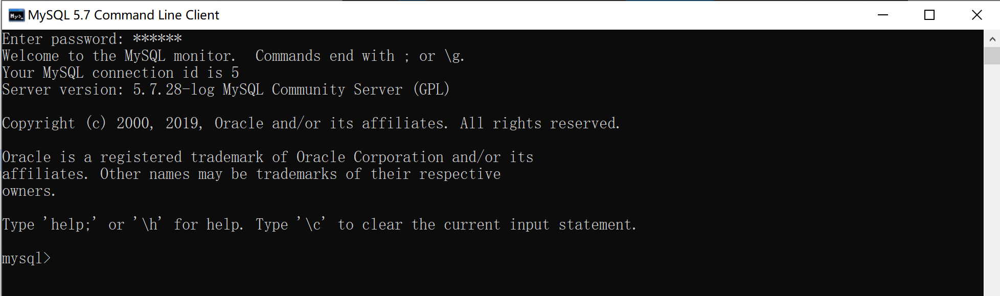 MySQL 5.7 Command Line Client
Enter password: ******
Welcome to the MySQL monitor.  Commands end with ; or \g.
Your MySQL connection id is 5
Server version: 5.7.28-log MySQL Community Server (GPL)
Copyright (c) 2000, 2019, Oracle and/or its affiliates. All rights reserved.
Oracle is a registered trademark of Oracle Corporation and/or its
affiliates. Other names may be trademarks of their respective
owners.
Type 'help;' or '\h' for help. Type '\c' to clear the current input statement.
mysql>